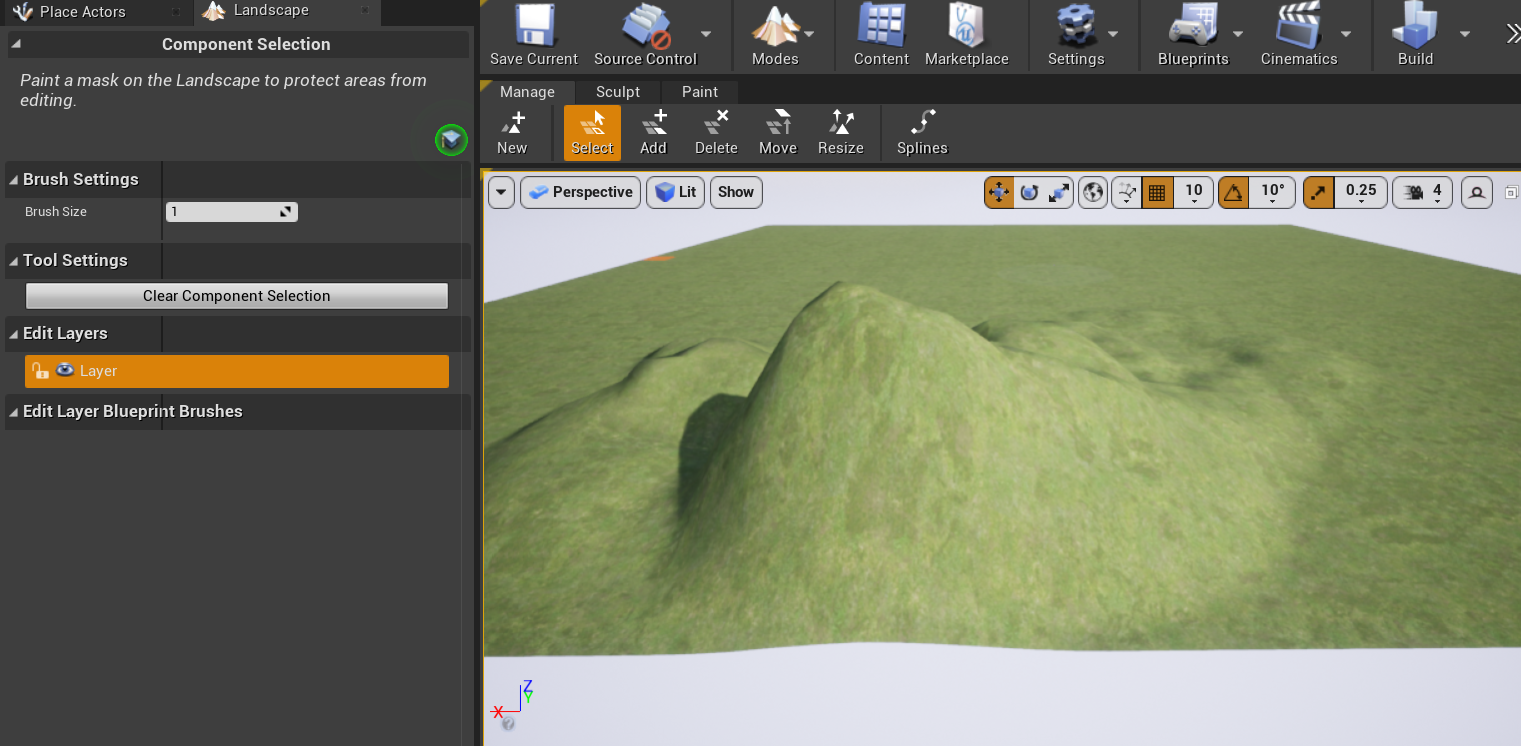 Place Actors
Landscape
Component Selection
Paint a mask on the Landscape to protect areas from
editing.
Brush Settings
Brush Size
1
Tool Settings
Clear Component Selection
Edit Layers
Layer
Edit Layer Blueprint Brushes
Save Current
Source Control
Modes
Content
Marketplace
Settings
Blueprints
Cinematics
Build
Manage
Sculpt
Paint
New
Select
Add
Delete
Move
Resize
Splines
Perspective
Lit
Show
10
10°
0.25
4
Z
Y
X
?